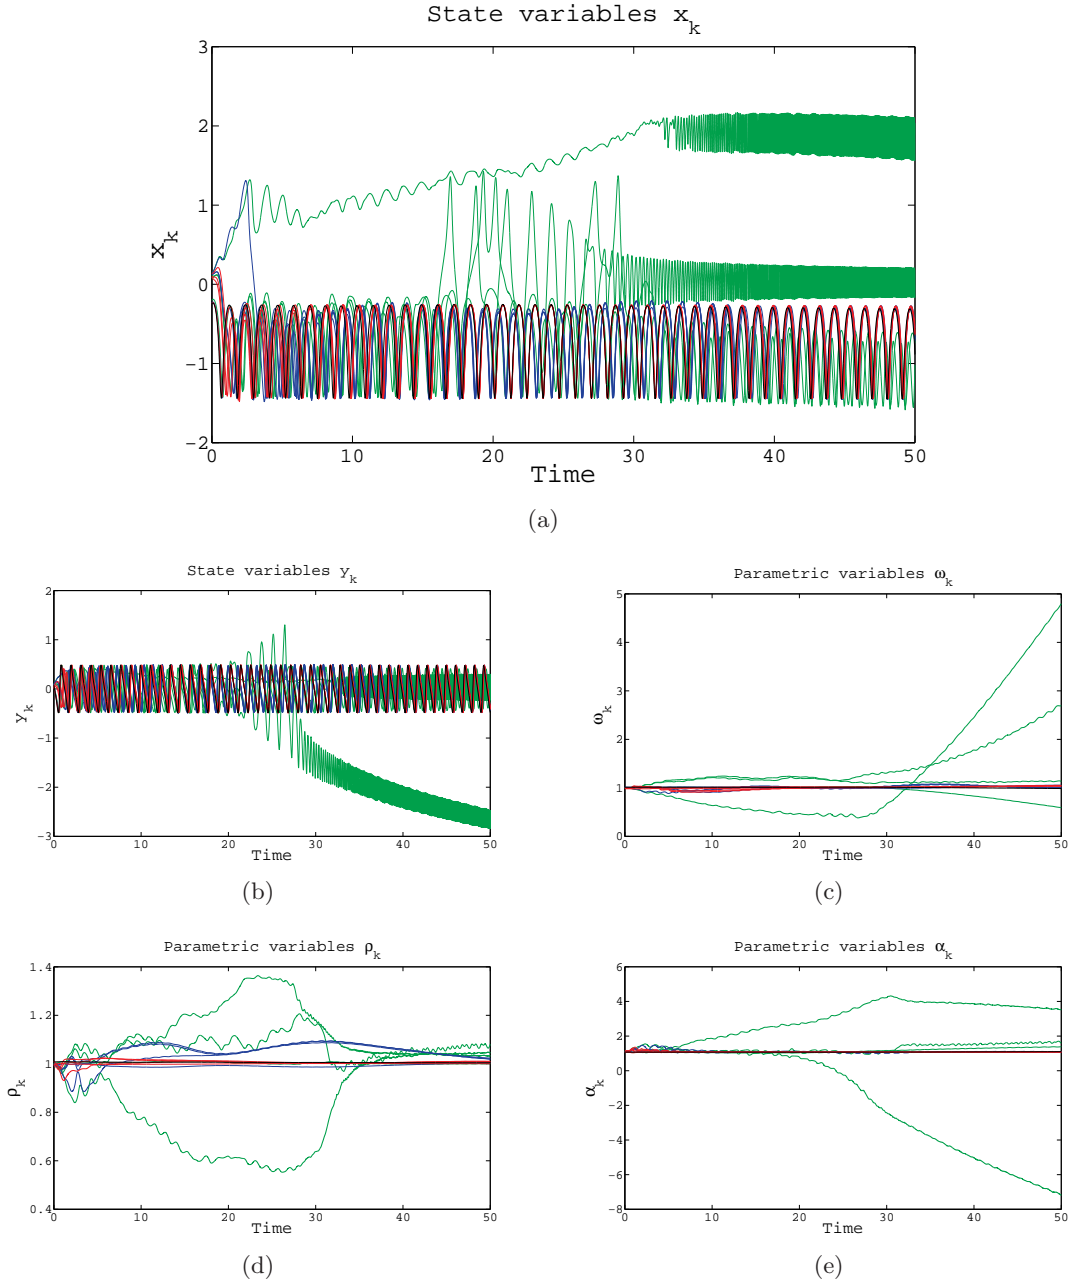 State variables x_k
3
2
1
0
−1
−2
x_k
0 10 20 30 40 50
Time
(a)
State variables y_k
2
1
0
−1
−2
−3
y_k
0 10 20 30 40 50
Time
(b)
Parametric variables ω_k
5
4
3
2
1
0
ω_k
0 10 20 30 40 50
Time
(c)
Parametric variables ρ_k
1.4
1.2
1
0.8
0.6
0.4
ρ_k
0 10 20 30 40 50
Time
(d)
Parametric variables α_k
6
4
2
0
−2
−4
−6
−8
α_k
0 10 20 30 40 50
Time
(e)